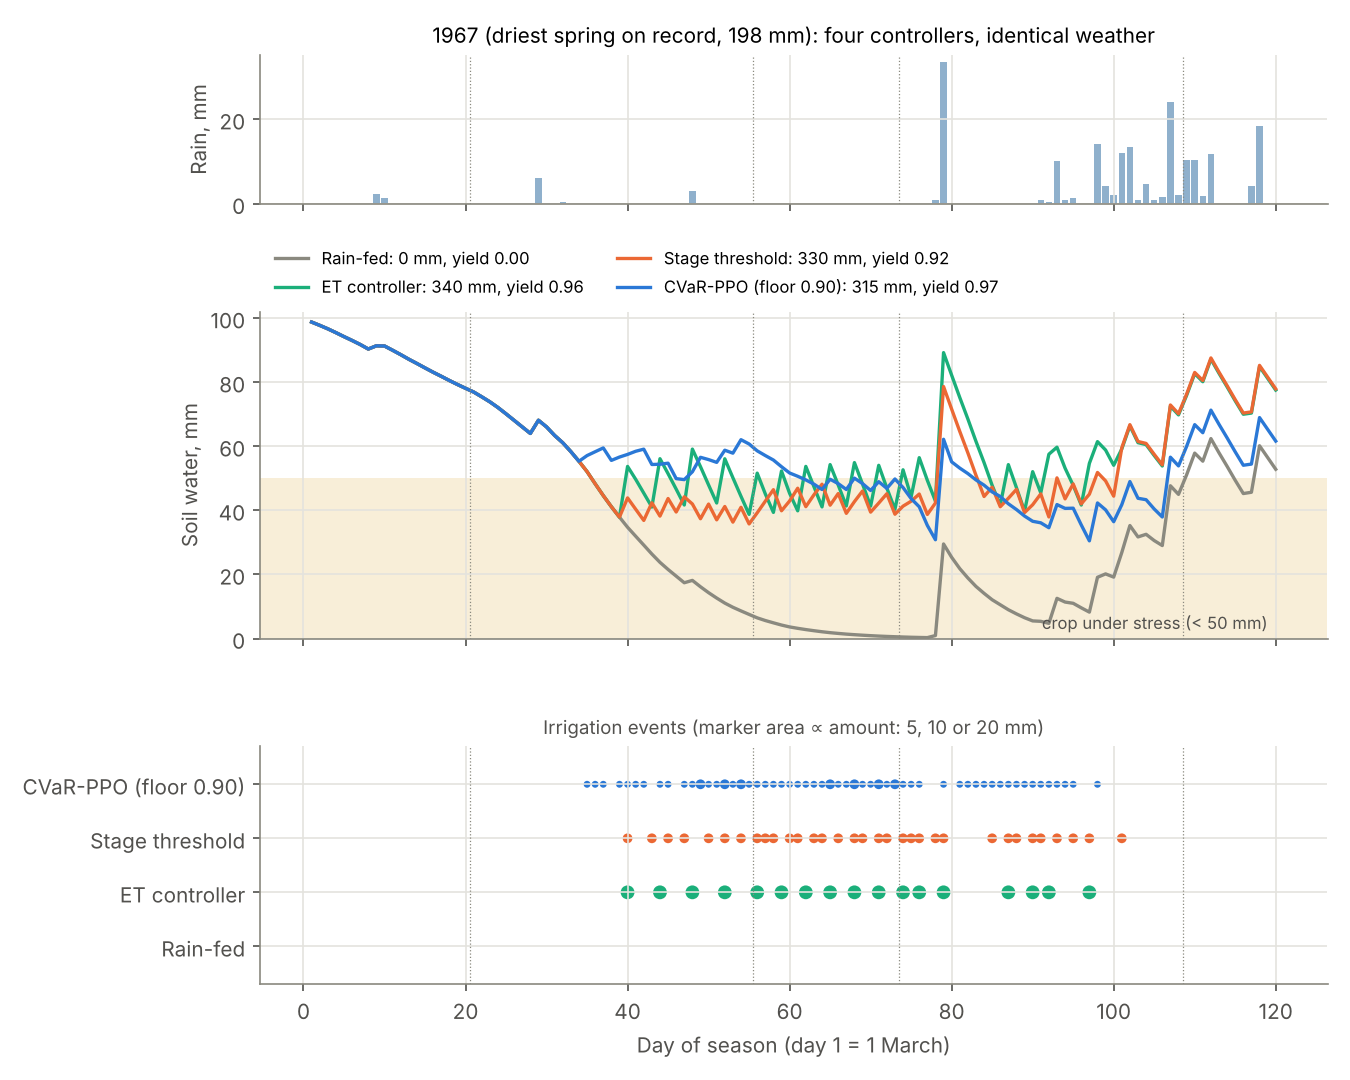 1967 (driest spring on record, 198 mm): four controllers, identical weather
Rain, mm
20
0
Rain-fed: 0 mm, yield 0.00
Stage threshold: 330 mm, yield 0.92
ET controller: 340 mm, yield 0.96
CVaR-PPO (floor 0.90): 315 mm, yield 0.97
Soil water, mm
100
80
60
40
20
0
crop under stress (< 50 mm)
Irrigation events (marker area ∝ amount: 5, 10 or 20 mm)
CVaR-PPO (floor 0.90)
Stage threshold
ET controller
Rain-fed
0 20 40 60 80 100 120
Day of season (day 1 = 1 March)